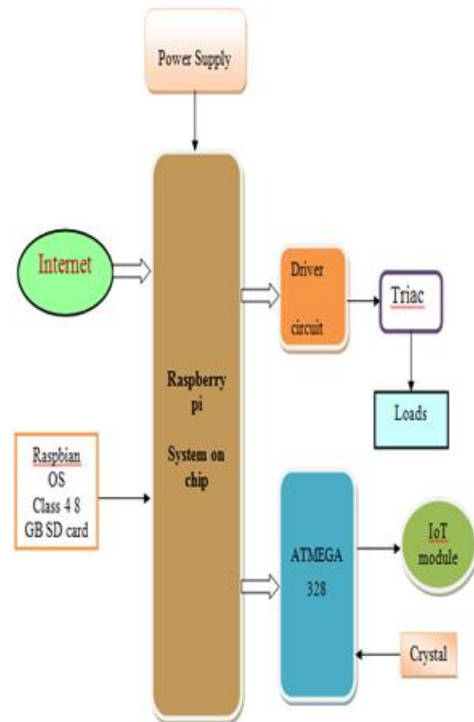 Power Supply
Internet
Driver
circuit
Triac
Loads
Raspberry
pi
System on
chip
Raspbian
OS
Class 4 8
GB SD card
ATMEGA
328
IoT
module
Crystal